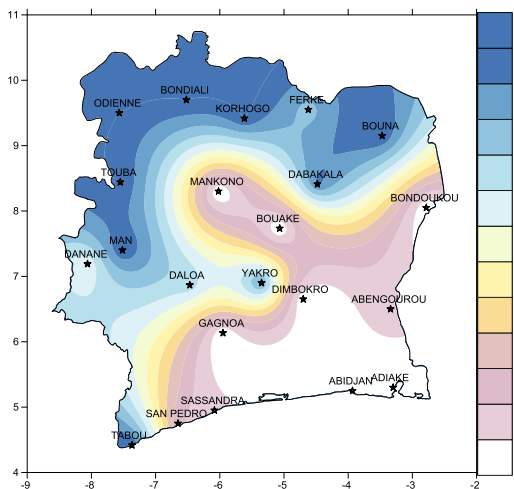 11
10
BONDIALI
ODIENNE
FERKE
KORHOGO
BOUNA
9
TOUBA
DABAKALA
MANKONO
BONDOUKOU
8
BOUAKE
MAN
DANANE
DALOA
YAKRO
7
DIMBOKRO
ABENGOUROU
GAGNOA
6
ABIDJAN
ADIAKE
SASSANDRA
5
SAN PEDRO
TABOU
4
-9 -8 -7 -6 -5 -4 -3 -2